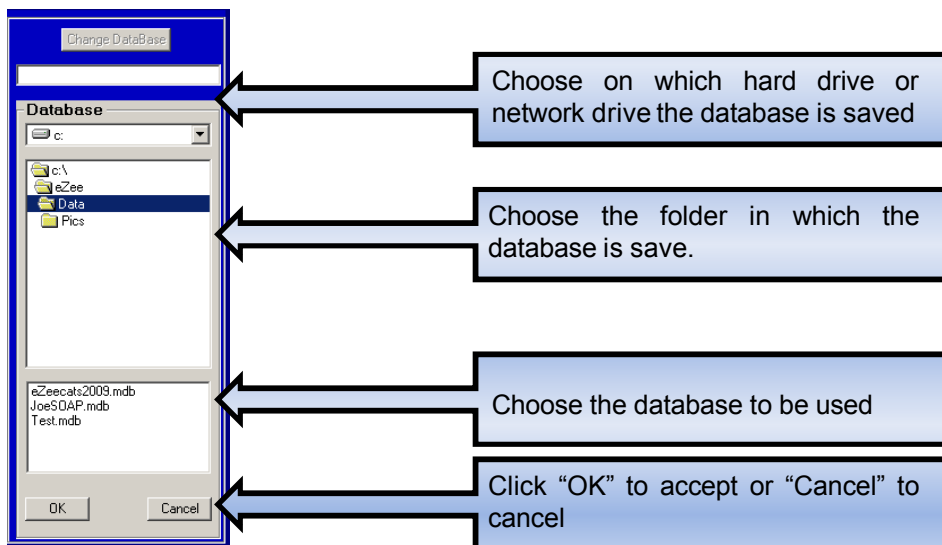 Change DataBase
Database
c:
c:\
eZee
Data
Pics
eZeecats2009.mdb
JoeSOAP.mdb
Test.mdb
OK
Cancel
Choose on which hard drive or
network drive the database is saved
Choose the folder in which the
database is save.
Choose the database to be used
Click “OK” to accept or “Cancel” to
cancel